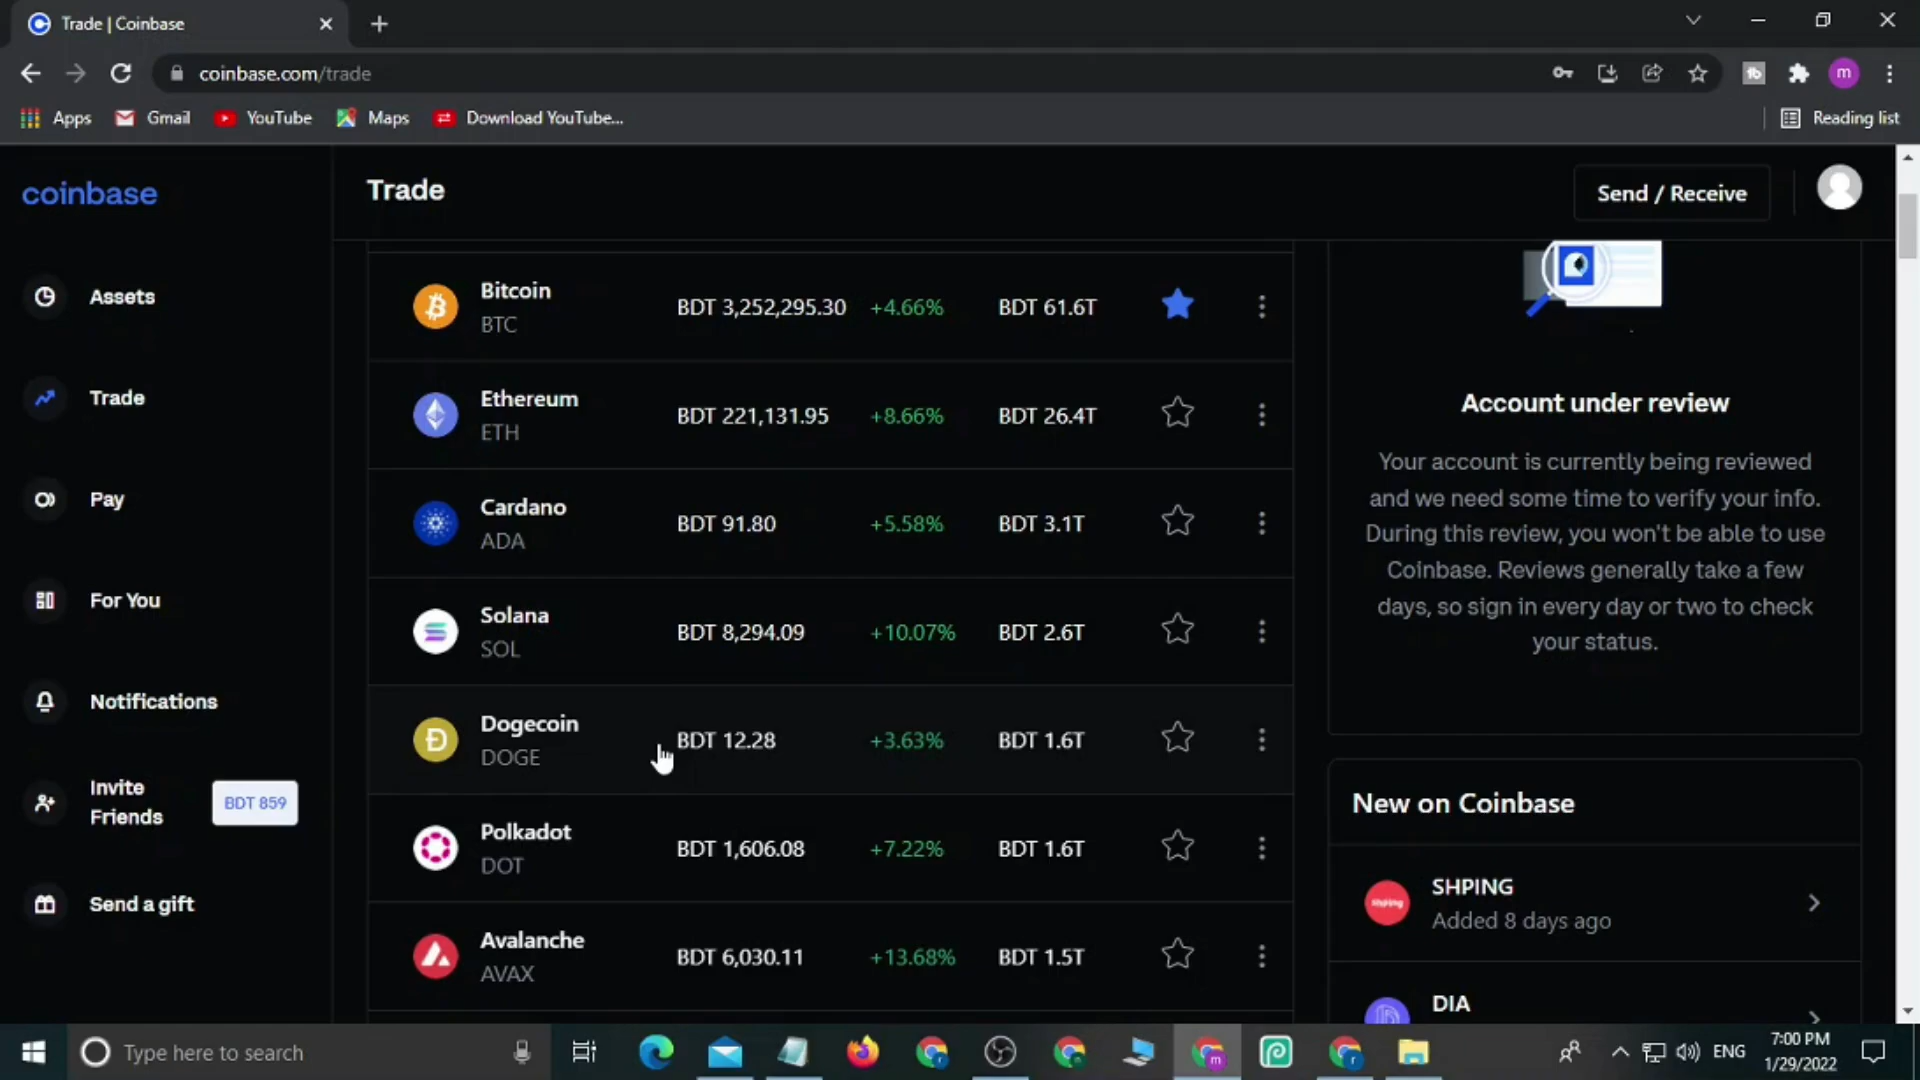 Trade | Coinbase
coinbase.com/trade
Apps Gmail YouTube Maps Download YouTube... Reading list
coinbase
Assets
Trade
Pay
For You
Notifications
Invite
Friends
BDT 859
Send a gift
Trade
Send / Receive
Bitcoin
BTC
BDT 3,252,295.30 +4.66% BDT 61.6T
Ethereum
ETH
BDT 221,131.95 +8.66% BDT 26.4T
Cardano
ADA
BDT 91.80 +5.58% BDT 3.1T
Solana
SOL
BDT 8,294.09 +10.07% BDT 2.6T
Dogecoin
DOGE
BDT 12.28 +3.63% BDT 1.6T
Polkadot
DOT
BDT 1,606.08 +7.22% BDT 1.6T
Avalanche
AVAX
BDT 6,030.11 +13.68% BDT 1.5T
Account under review
Your account is currently being reviewed
and we need some time to verify your info.
During this review, you won't be able to use
Coinbase. Reviews generally take a few
days, so sign in every day or two to check
your status.
New on Coinbase
SHPING
Added 8 days ago
DIA
Type here to search
ENG
7:00 PM
1/29/2022